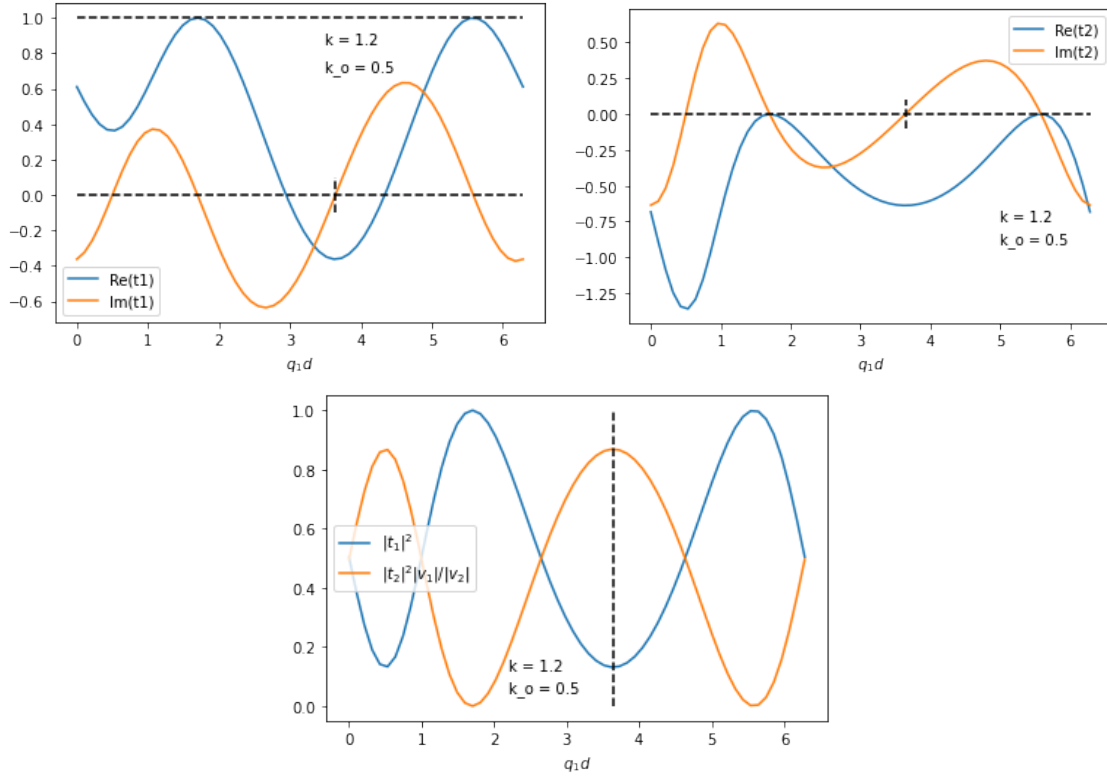 1.0
0.8
0.6
0.4
0.2
0.0
−0.2
−0.4
−0.6
k = 1.2
k_o = 0.5
Re(t1)
Im(t1)
0 1 2 3 4 5 6
q₁d
0.50
0.25
0.00
−0.25
−0.50
−0.75
−1.00
−1.25
Re(t2)
Im(t2)
k = 1.2
k_o = 0.5
0 1 2 3 4 5 6
q₁d
1.0
0.8
0.6
0.4
0.2
0.0
|t₁|²
|t₂|²|v₁|/|v₂|
k = 1.2
k_o = 0.5
0 1 2 3 4 5 6
q₁d